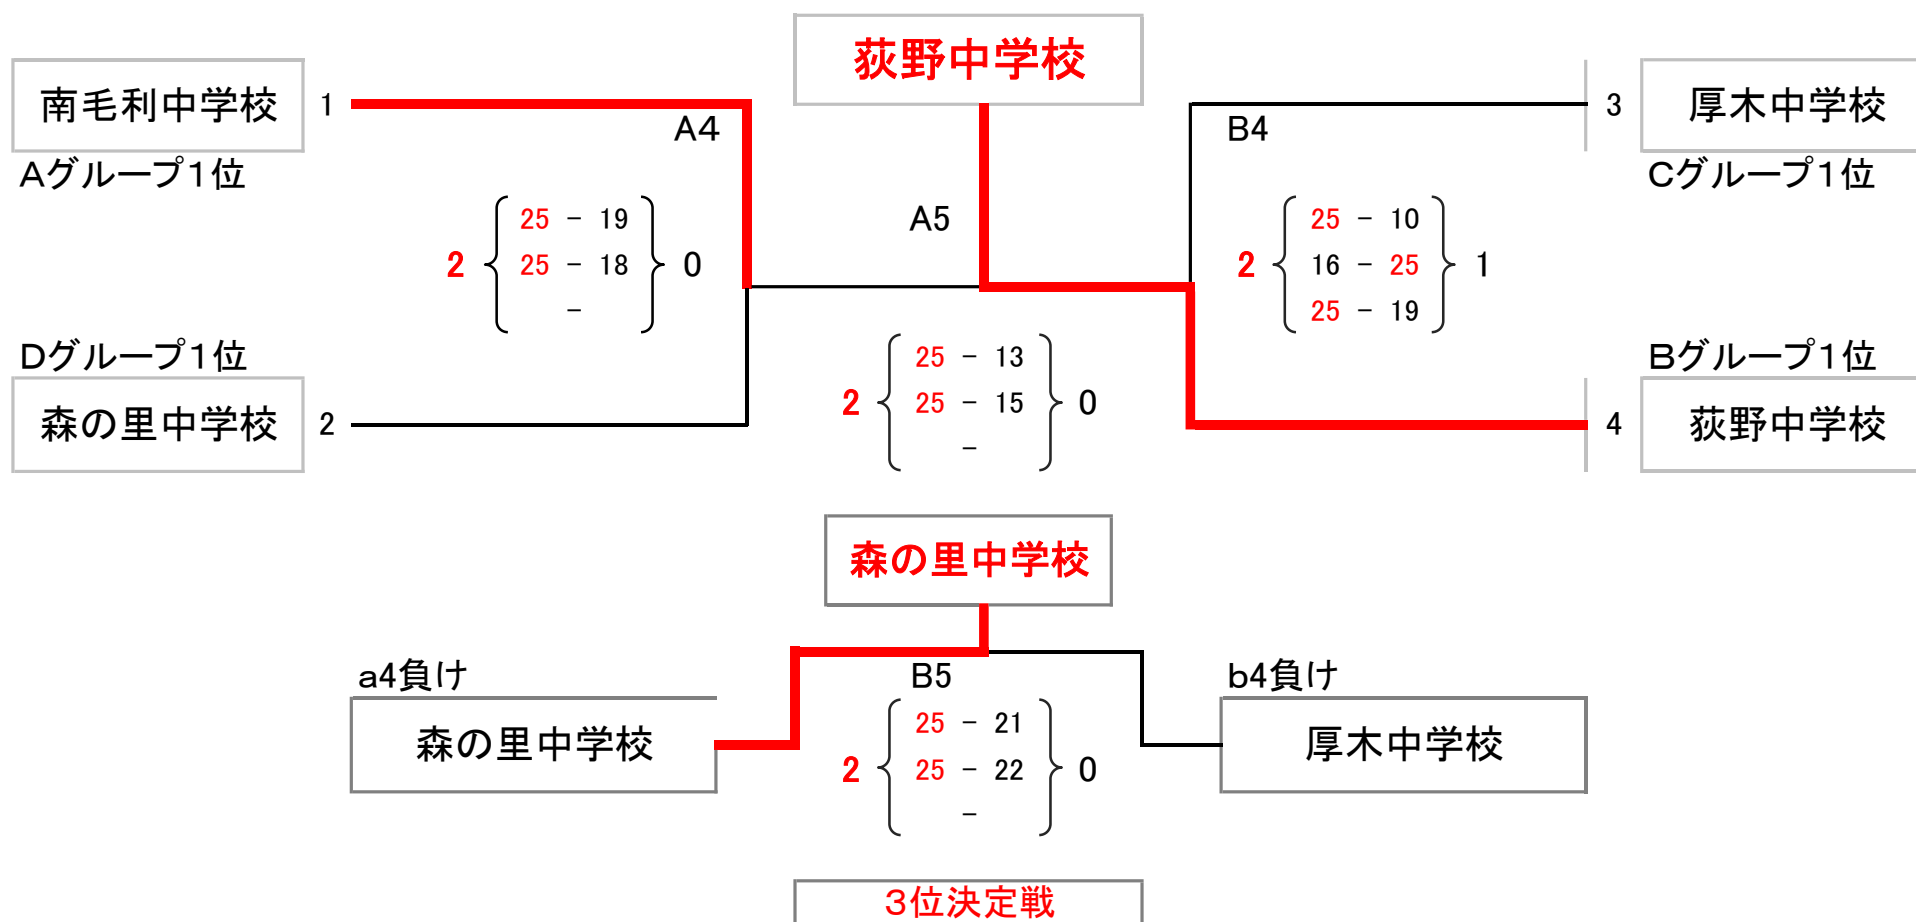 荻野中学校
南毛利中学校 1
Aグループ1位
A4
B4
3 厚木中学校
Cグループ1位
A5
2 25 - 19 0
25 - 18
-
2 25 - 10 1
16 - 25
25 - 19
Dグループ1位
森の里中学校 2
2 25 - 13 0
25 - 15
-
Bグループ1位
4 荻野中学校
森の里中学校
a4負け
森の里中学校
B5
b4負け
厚木中学校
2 25 - 21 0
25 - 22
-
3位決定戦